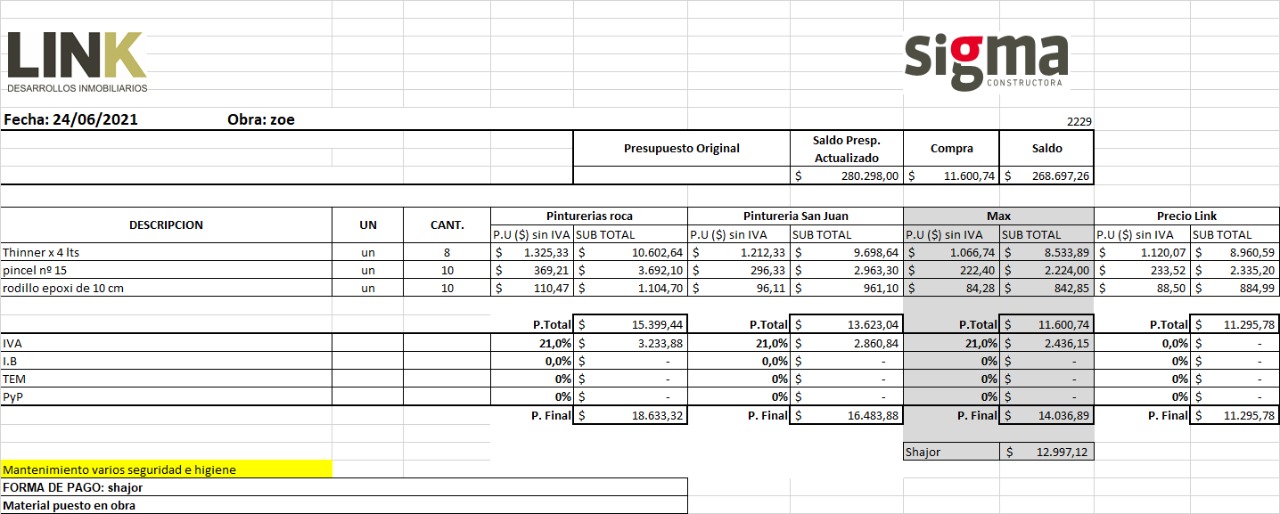 LINK
DESARROLLOS INMOBILIARIOS
sigma
CONSTRUCTORA
Fecha: 24/06/2021 Obra: zoe 2229
Presupuesto Original Saldo Presp. Actualizado Compra Saldo
$ 280.298,00 $ 11.600,74 $ 268.697,26
DESCRIPCION UN CANT. Pinturerias roca Pintureria San Juan Max Precio Link
P.U ($) sin IVA SUB TOTAL P.U ($) sin IVA SUB TOTAL P.U ($) sin IVA SUB TOTAL P.U ($) sin IVA SUB TOTAL
Thinner x 4 lts un 8 $ 1.325,33 $ 10.602,64 $ 1.212,33 $ 9.698,64 $ 1.066,74 $ 8.533,89 $ 1.120,07 $ 8.960,59
pincel nº 15 un 10 $ 369,21 $ 3.692,10 $ 296,33 $ 2.963,30 $ 222,40 $ 2.224,00 $ 233,52 $ 2.335,20
rodillo epoxi de 10 cm un 10 $ 110,47 $ 1.104,70 $ 96,11 $ 961,10 $ 84,28 $ 842,85 $ 88,50 $ 884,99
P.Total $ 15.399,44 P.Total $ 13.623,04 P.Total $ 11.600,74 P.Total $ 11.295,78
IVA 21,0% $ 3.233,88 21,0% $ 2.860,84 21,0% $ 2.436,15 0,0% $ -
I.B 0,0% $ - 0,0% $ - 0% $ - 0% $ -
TEM 0% $ - 0% $ - 0% $ - 0% $ -
PyP 0% $ - 0% $ - 0% $ - 0% $ -
P. Final $ 18.633,32 P. Final $ 16.483,88 P. Final $ 14.036,89 P. Final $ 11.295,78
Shajor $ 12.997,12
Mantenimiento varios seguridad e higiene
FORMA DE PAGO: shajor
Material puesto en obra